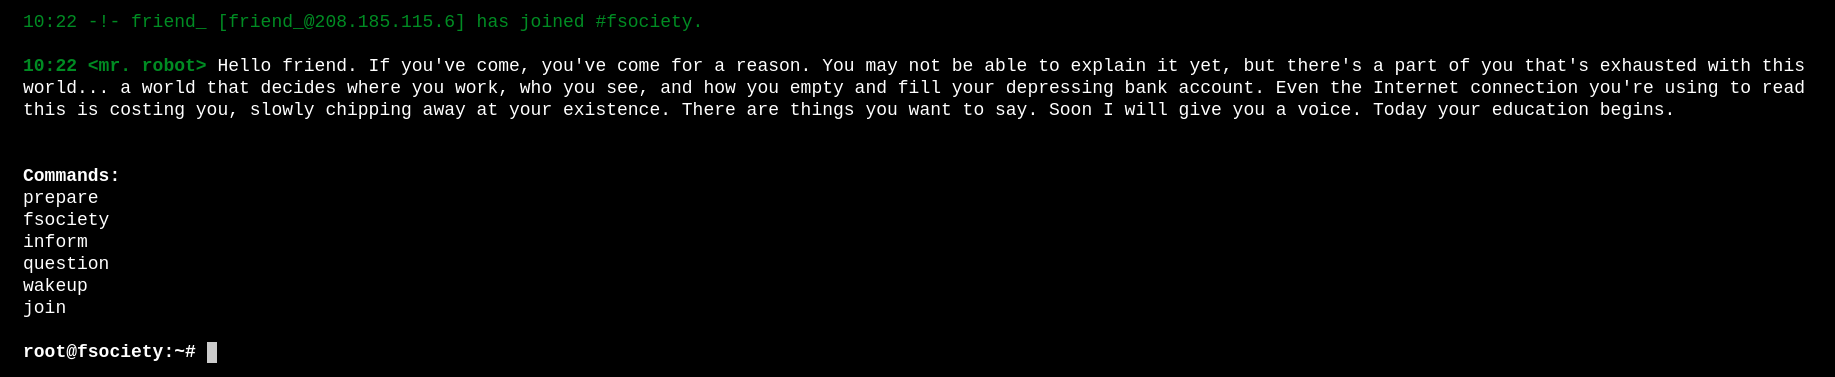 10:22 -!- friend_ [friend_@208.185.115.6] has joined #fsociety.
10:22 <mr. robot> Hello friend. If you've come, you've come for a reason. You may not be able to explain it yet, but there's a part of you that's exhausted with this
world... a world that decides where you work, who you see, and how you empty and fill your depressing bank account. Even the Internet connection you're using to read
this is costing you, slowly chipping away at your existence. There are things you want to say. Soon I will give you a voice. Today your education begins.
Commands:
prepare
fsociety
inform
question
wakeup
join
root@fsociety:~#